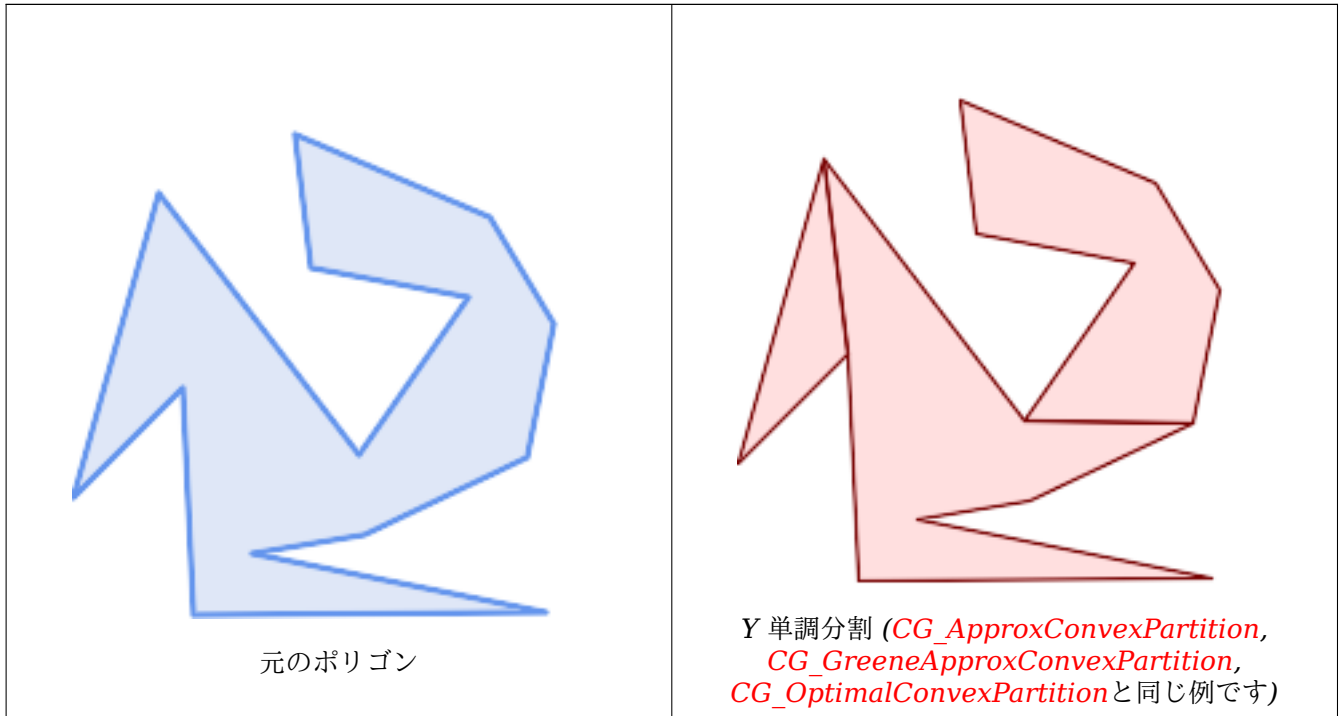 元のポリゴン
Y 単調分割 (CG_ApproxConvexPartition,
CG_GreeneApproxConvexPartition,
CG_OptimalConvexPartitionと同じ例です)